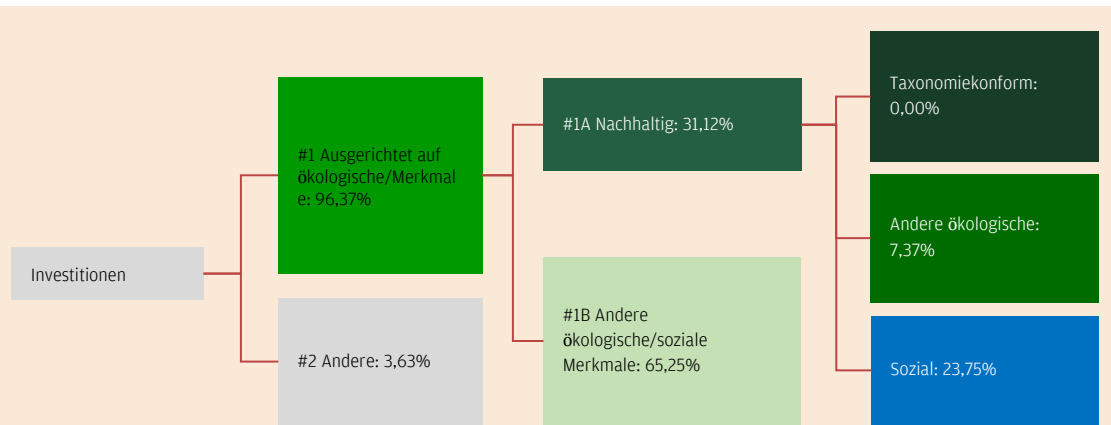 Investitionen
#1 Ausgerichtet auf
ökologische/Merkmal
e: 96,37%
#2 Andere: 3,63%
#1A Nachhaltig: 31,12%
#1B Andere
ökologische/soziale
Merkmale: 65,25%
Taxonomiekonform:
0,00%
Andere ökologische:
7,37%
Sozial: 23,75%